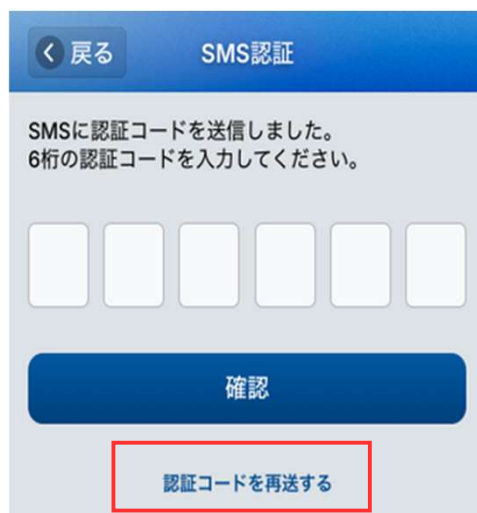 戻る
SMS認証
SMSに認証コードを送信しました。
6桁の認証コードを入力してください。
確認
認証コードを再送する